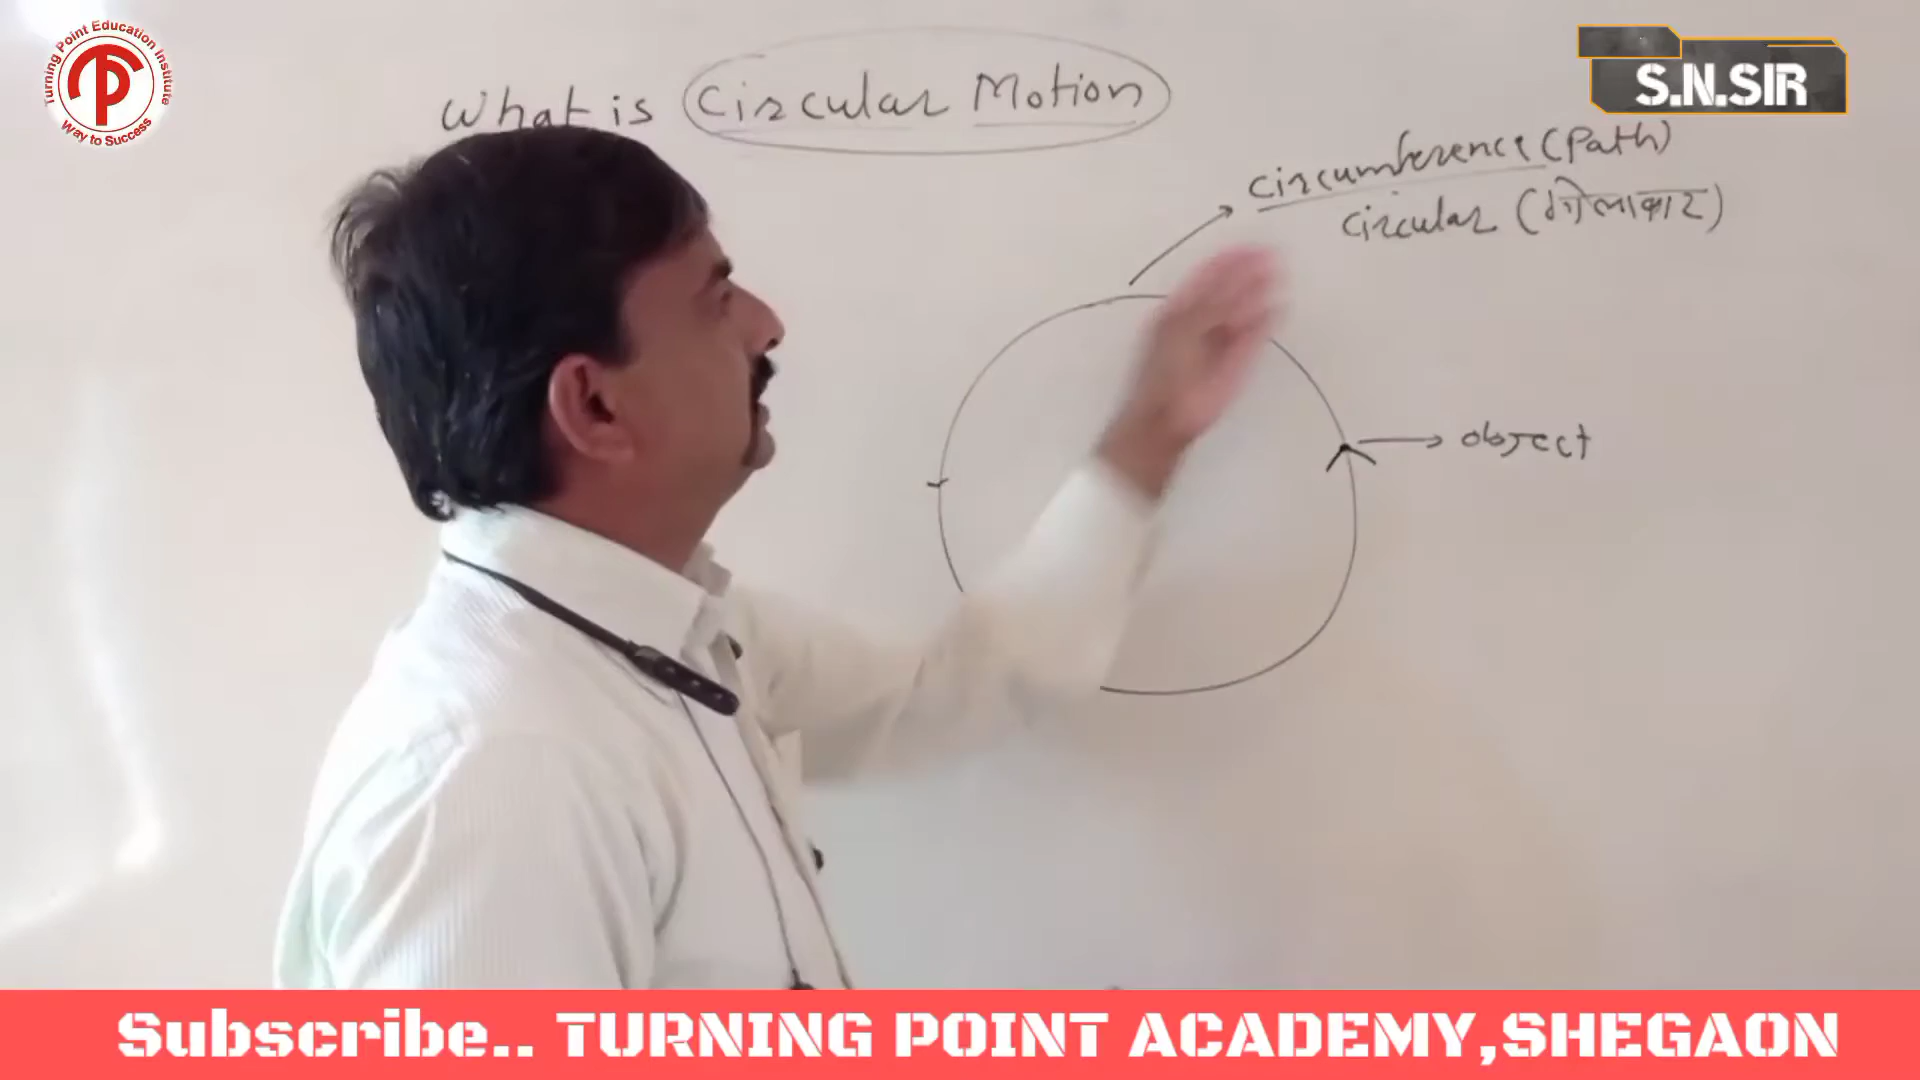 Turning Point Education Institute
Way to Success
S.N.SIR
What is Circular Motion
circumference (Path)
circular (गोलाकार)
object
Subscribe.. TURNING POINT ACADEMY,SHEGAON